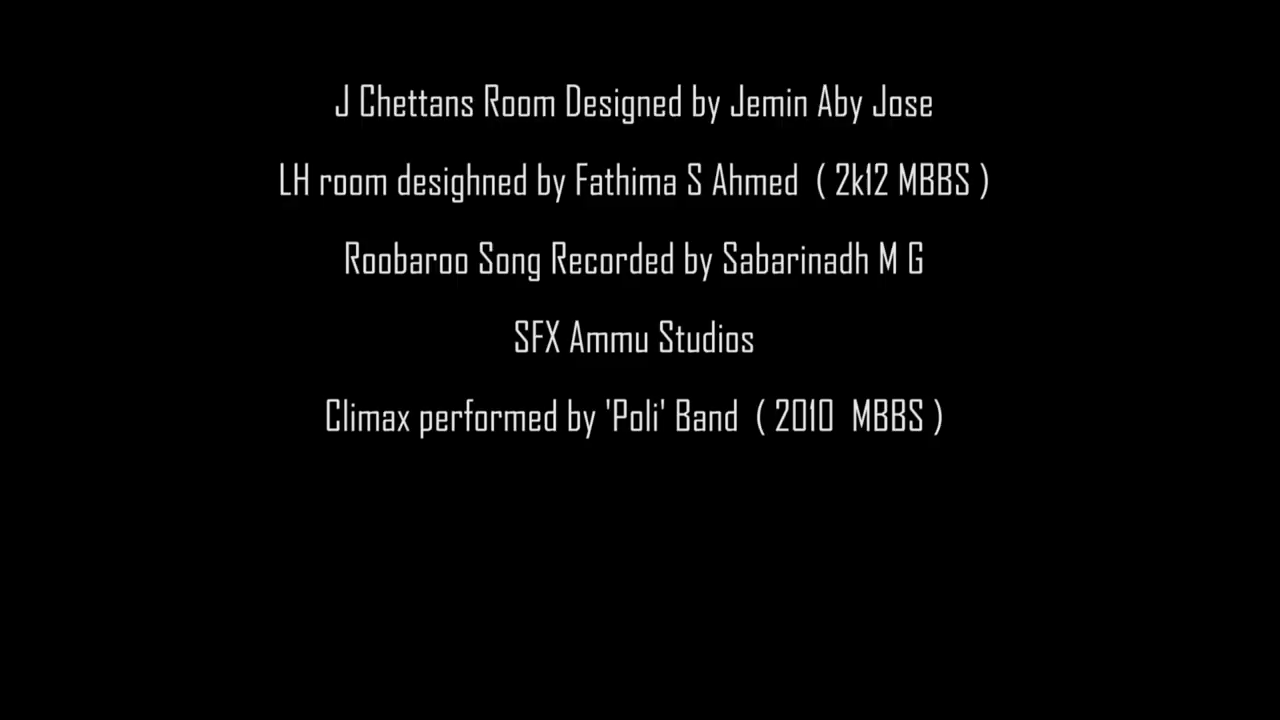 J Chettans Room Designed by Jemin Aby Jose
LH room desighned by Fathima S Ahmed ( 2k12 MBBS )
Roobaroo Song Recorded by Sabarinadh M G
SFX Ammu Studios
Climax performed by 'Poli' Band ( 2010 MBBS )